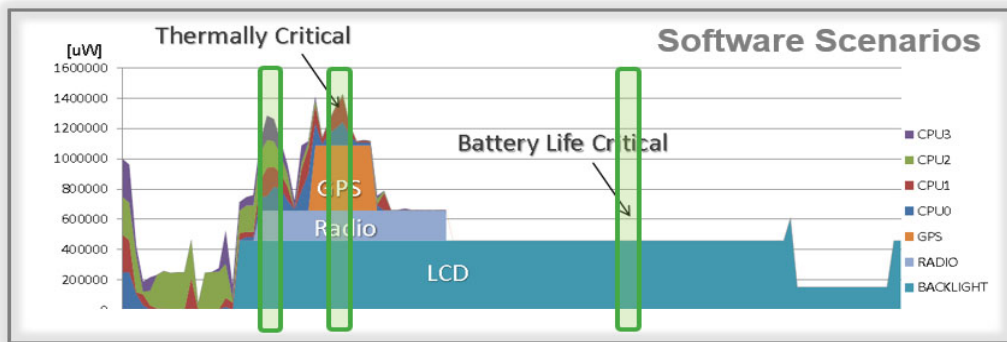 Software Scenarios
[uW]
Thermally Critical
1600000
1400000
1200000
1000000
800000
600000
400000
200000
Battery Life Critical
GPS
Radio
LCD
CPU3
CPU2
CPU1
CPU0
GPS
RADIO
BACKLIGHT